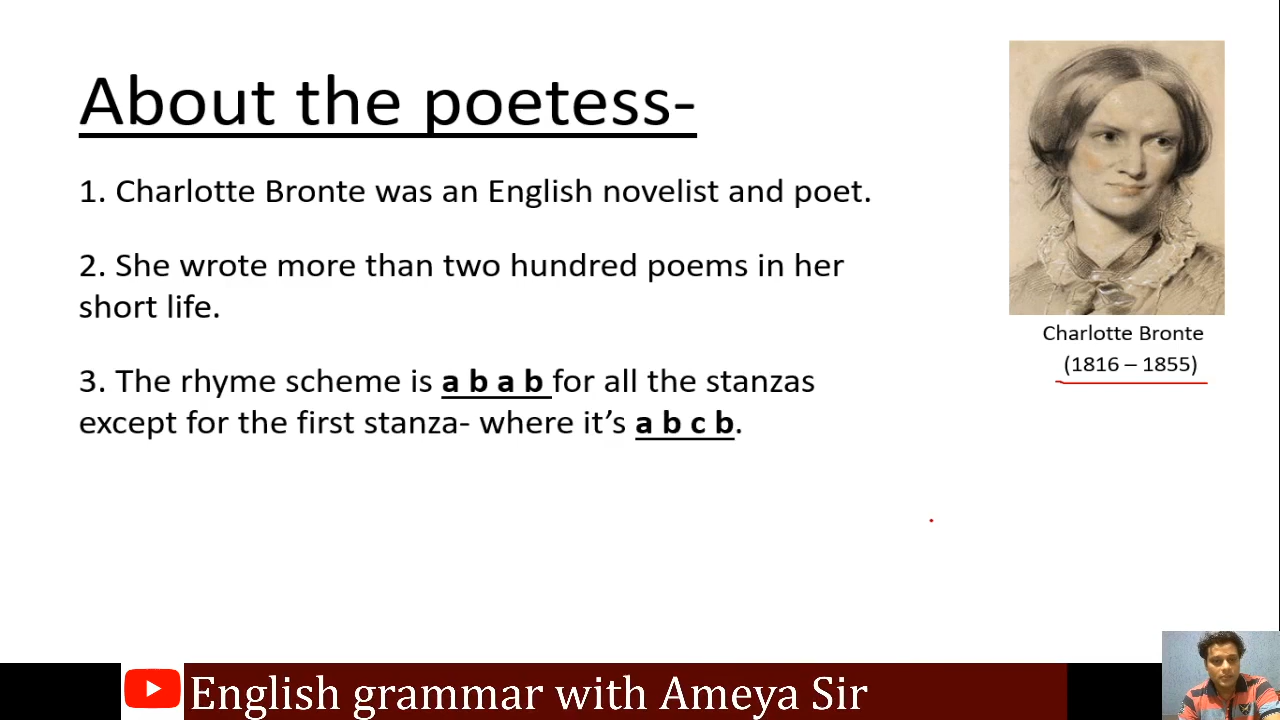 About the poetess-
1. Charlotte Bronte was an English novelist and poet.
2. She wrote more than two hundred poems in her
short life.
3. The rhyme scheme is a b a b for all the stanzas
except for the first stanza- where it’s a b c b.
Charlotte Bronte
(1816 – 1855)
English grammar with Ameya Sir